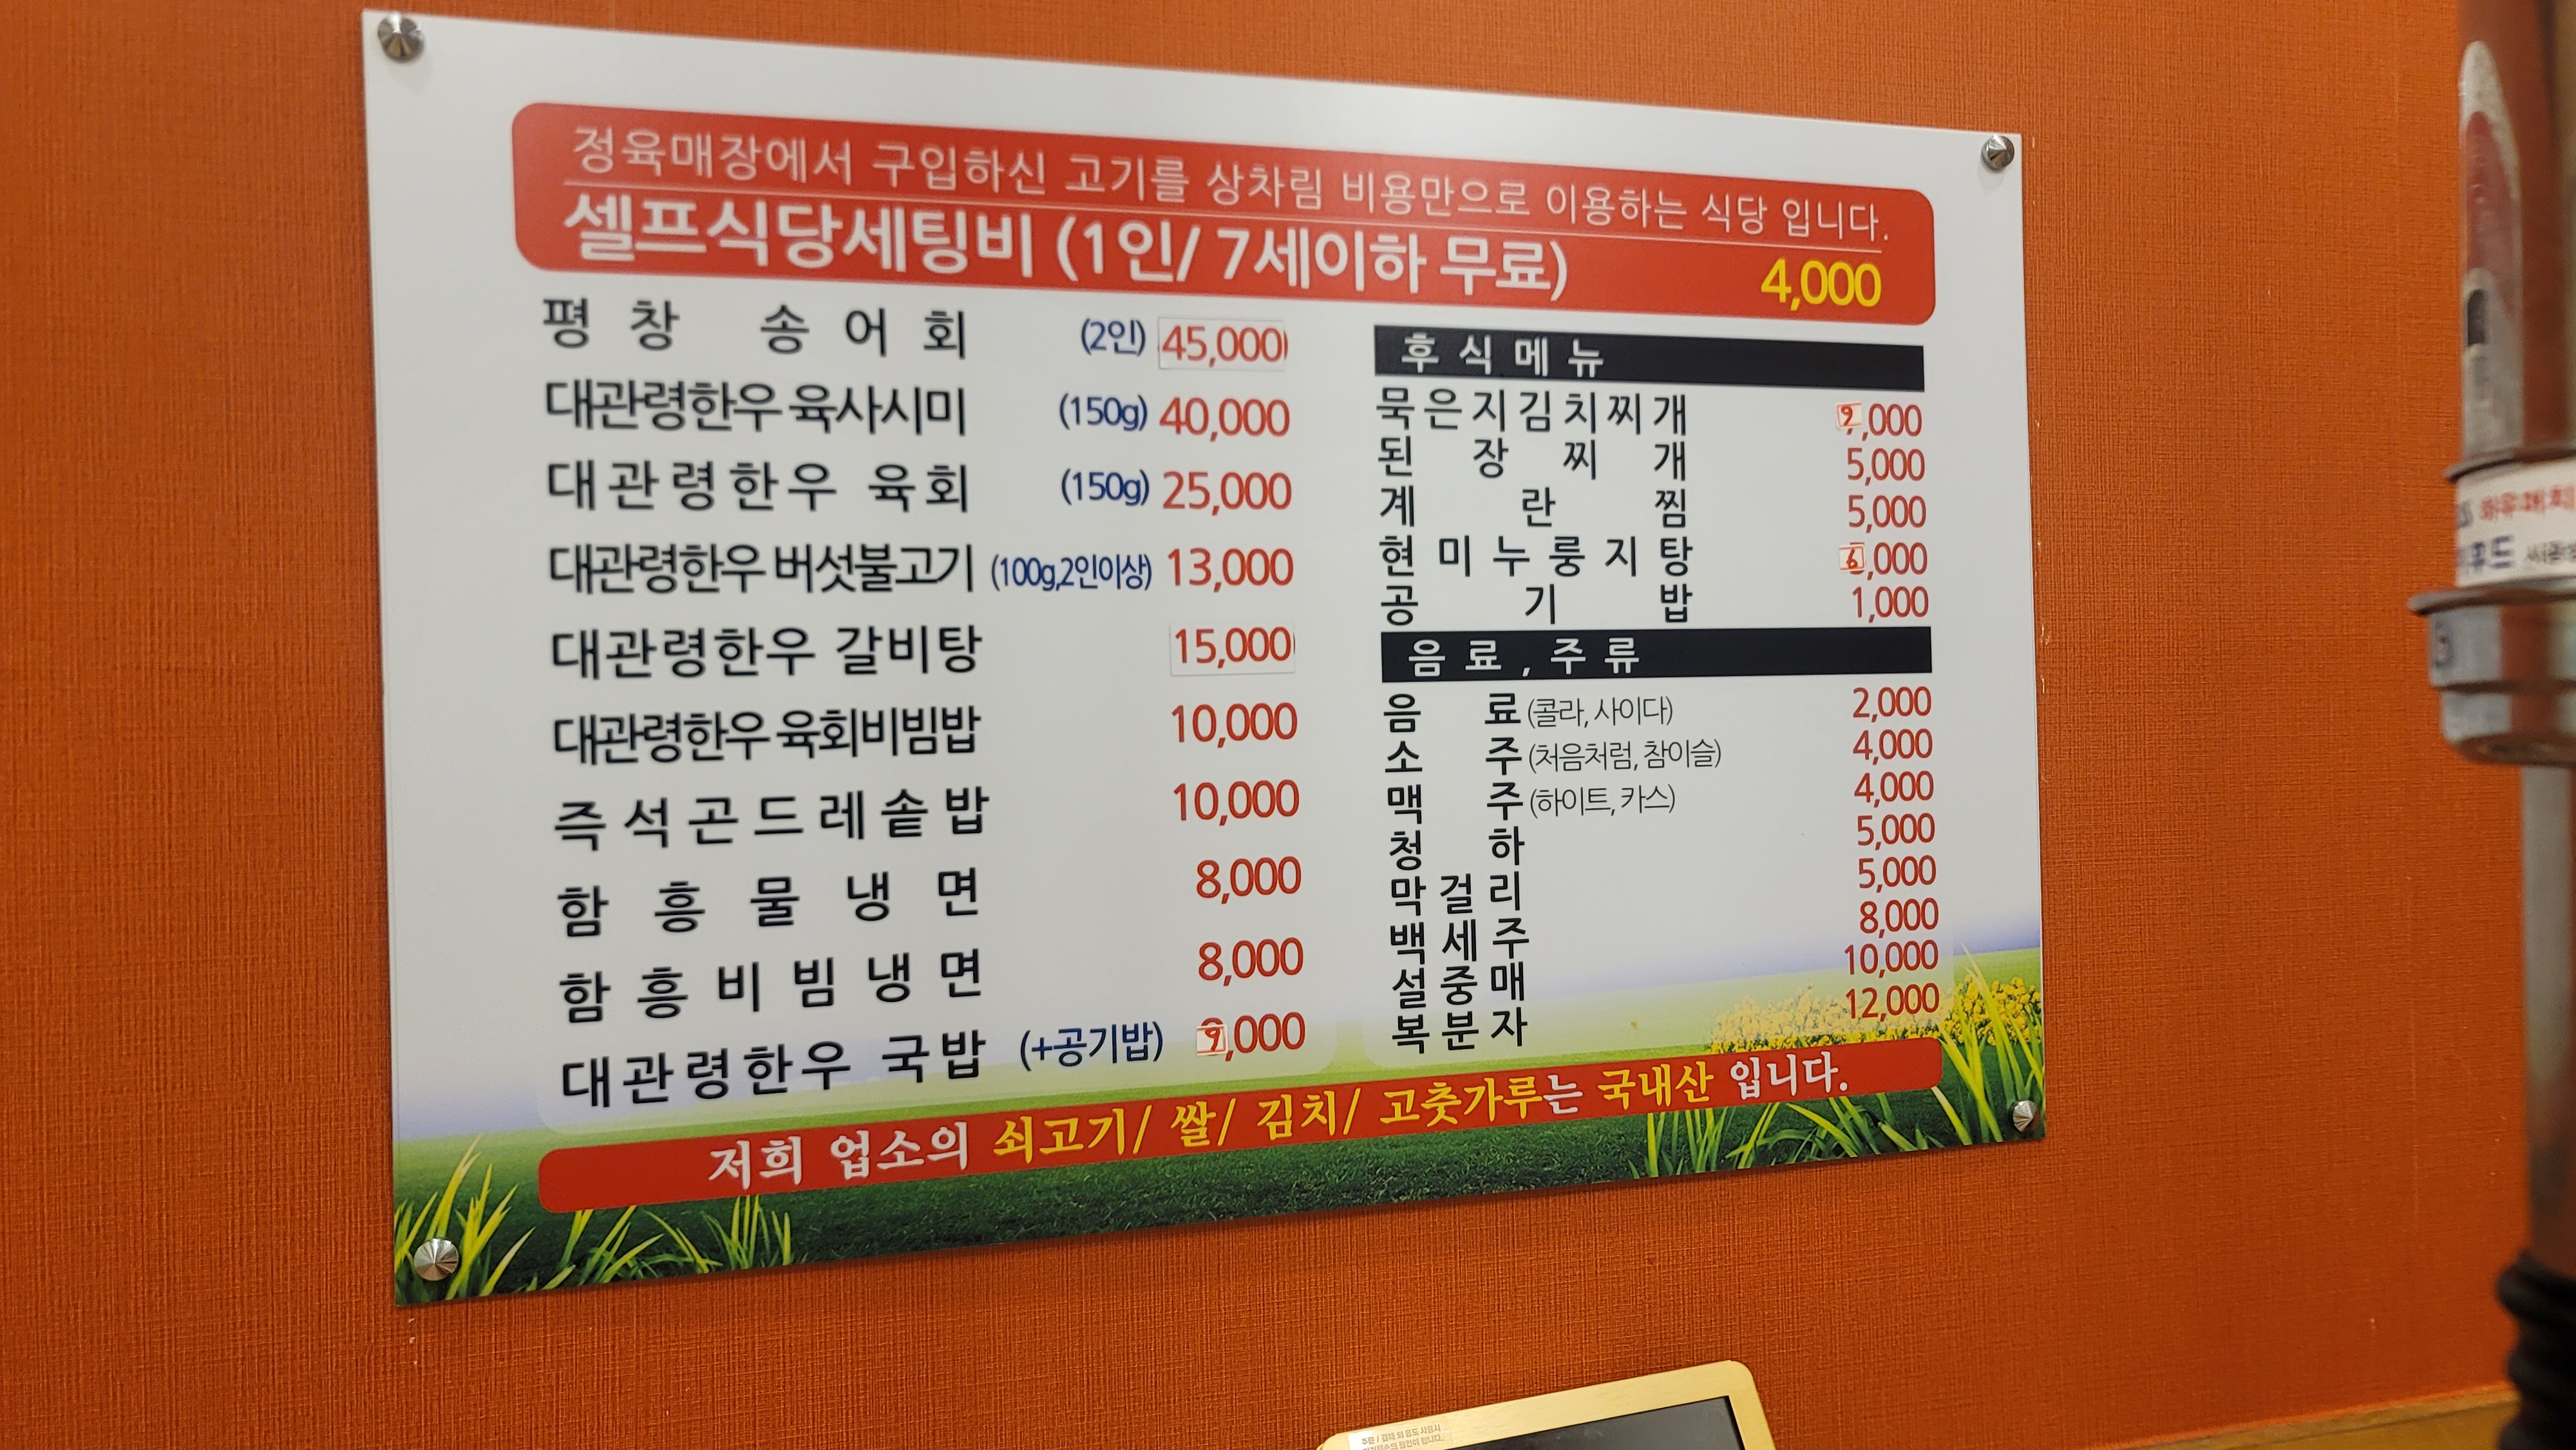 정육매장에서 구입하신 고기를 상차림 비용만으로 이용하는 식당 입니다.
셀프식당세팅비 (1인/ 7세이하 무료) 4,000
평창 송어회 (2인) 45,000
대관령한우 육사시미 (150g) 40,000
대관령한우 육회 (150g) 25,000
대관령한우 버섯불고기 (100g,2인이상) 13,000
대관령한우 갈비탕 15,000
대관령한우 육회비빔밥 10,000
즉석곤드레솥밥 10,000
함흥물냉면 8,000
함흥비빔냉면 8,000
대관령한우 국밥 (+공기밥) 9,000
후식메뉴
묵은지김치찌개 9,000
된장찌개 5,000
계란찜 5,000
현미누룽지탕 6,000
공기밥 1,000
음료,주류
음료 (콜라, 사이다) 2,000
소주 (처음처럼, 참이슬) 4,000
맥주 (하이트, 카스) 4,000
청하 5,000
막걸리 5,000
백세주 8,000
설중매 10,000
복분자 12,000
저희 업소의 쇠고기/ 쌀/ 김치/ 고춧가루는 국내산 입니다.